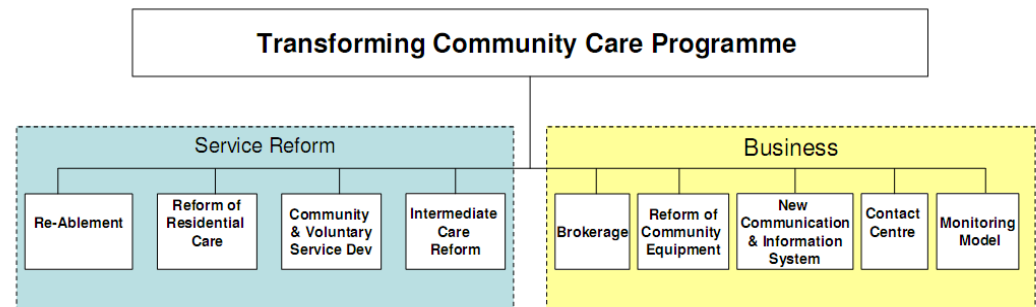 Transforming Community Care Programme
Service Reform
Business
Re-Ablement
Reform of
Residential
Care
Community
& Voluntary
Service Dev
Intermediate
Care
Reform
Brokerage
Reform of
Community
Equipment
New
Communication
& Information
System
Contact
Centre
Monitoring
Model